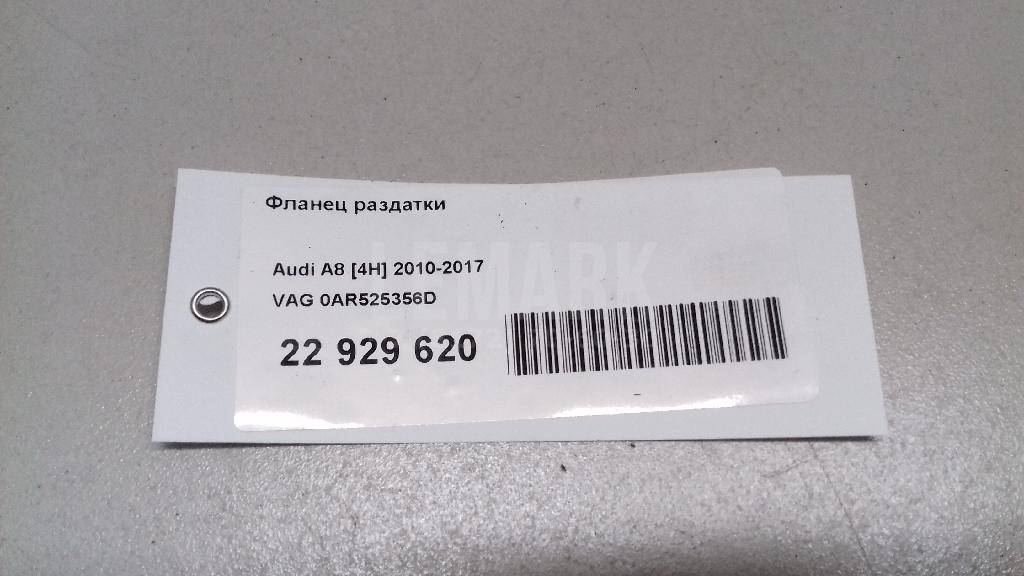 Фланец раздатки
LEMARK
Audi A8 [4H] 2010-2017
VAG 0AR525356D
22 929 620